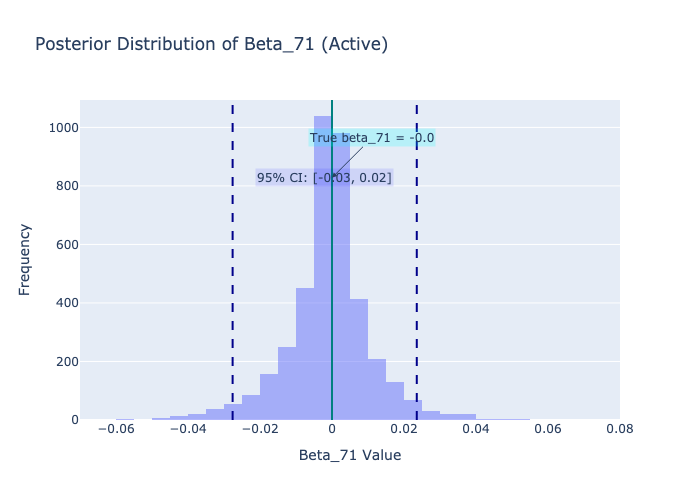 Posterior Distribution of Beta_71 (Active)
1000
800
600
400
200
0
Frequency
True beta_71 = -0.0
95% CI: [-0.03, 0.02]
−0.06 −0.04 −0.02 0 0.02 0.04 0.06 0.08
Beta_71 Value